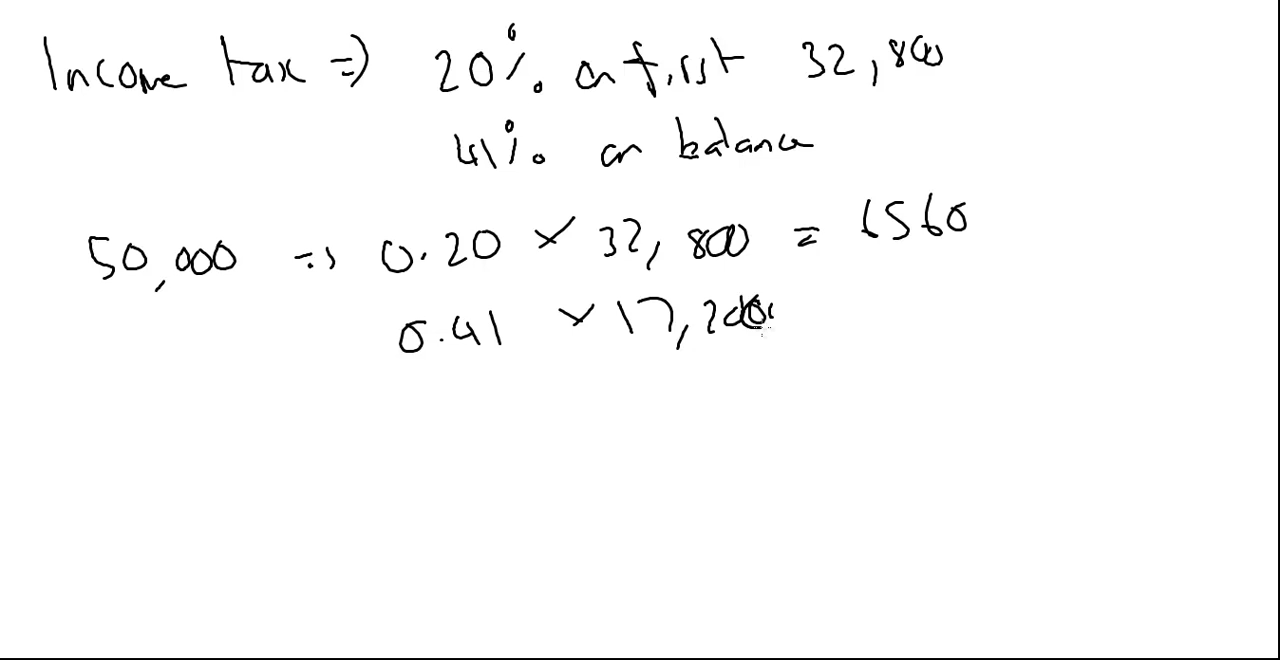 Income tax => 20% on first 32,800
41% on balance
50,000 => 0.20 × 32,800 = 6560
0.41 × 17,200